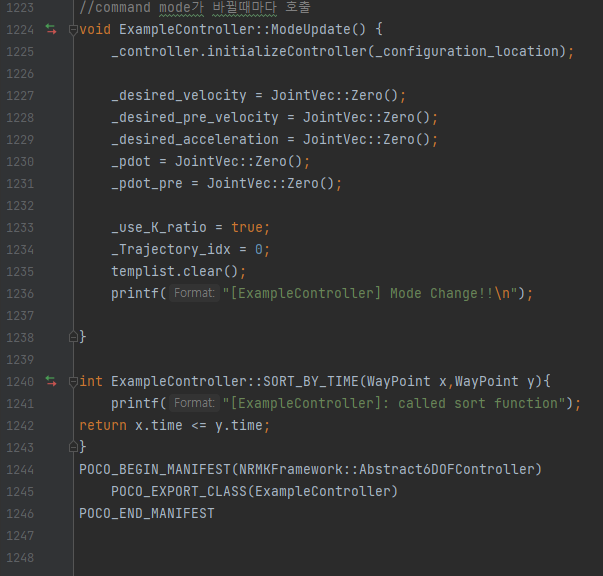 1223 //command mode가 바뀔때마다 호출
1224 void ExampleController::ModeUpdate() {
1225 _controller.initializeController(_configuration_location);
1226
1227 _desired_velocity = JointVec::Zero();
1228 _desired_pre_velocity = JointVec::Zero();
1229 _desired_acceleration = JointVec::Zero();
1230 _pdot = JointVec::Zero();
1231 _pdot_pre = JointVec::Zero();
1232
1233 _use_K_ratio = true;
1234 _Trajectory_idx = 0;
1235 templist.clear();
1236 printf( Format: "[ExampleController] Mode Change!!\n");
1237
1238 }
1239
1240 int ExampleController::SORT_BY_TIME(WayPoint x,WayPoint y){
1241 printf( Format: "[ExampleController]: called sort function");
1242 return x.time <= y.time;
1243 }
1244 POCO_BEGIN_MANIFEST(NRMKFramework::Abstract6DOFController)
1245 POCO_EXPORT_CLASS(ExampleController)
1246 POCO_END_MANIFEST
1247
1248